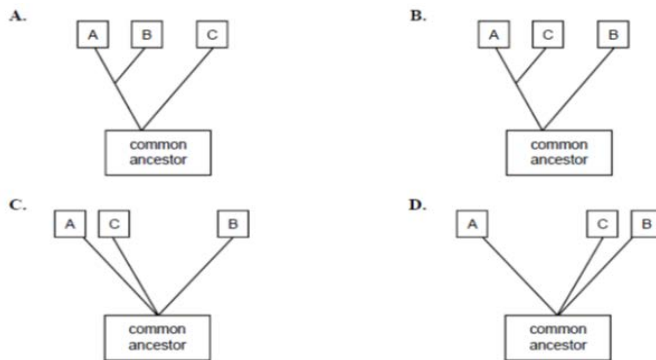 A.
A B C
common
ancestor
B.
A C B
common
ancestor
C.
A C B
common
ancestor
D.
A C B
common
ancestor